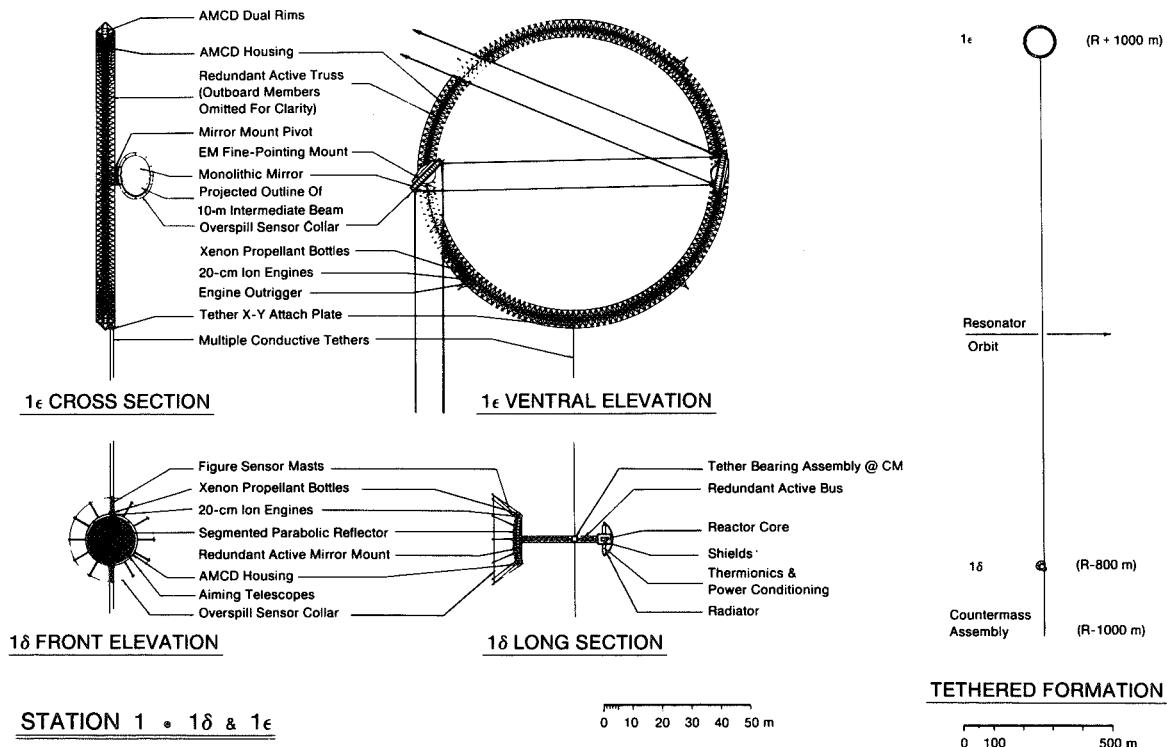 AMCD Dual Rims
AMCD Housing
Redundant Active Truss
(Outboard Members
Omitted For Clarity)
Mirror Mount Pivot
EM Fine-Pointing Mount
Monolithic Mirror
Projected Outline Of
10-m Intermediate Beam
Overspill Sensor Collar
Xenon Propellant Bottles
20-cm Ion Engines
Engine Outrigger
Tether X-Y Attach Plate
Multiple Conductive Tethers
1ϵ CROSS SECTION
1ϵ VENTRAL ELEVATION
Figure Sensor Masts
Xenon Propellant Bottles
20-cm Ion Engines
Segmented Parabolic Reflector
Redundant Active Mirror Mount
AMCD Housing
Aiming Telescopes
Overspill Sensor Collar
1δ FRONT ELEVATION
Tether Bearing Assembly @ CM
Redundant Active Bus
Reactor Core
Shields
Thermionics &
Power Conditioning
Radiator
1δ LONG SECTION
1ϵ (R + 1000 m)
Resonator
Orbit
1δ (R-800 m)
Countermass
Assembly (R-1000 m)
TETHERED FORMATION
STATION 1 • 1δ & 1ϵ
0 10 20 30 40 50 m
0 100 500 m